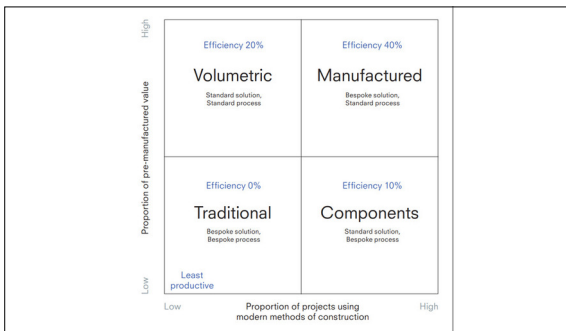 High
Proportion of pre-manufactured value
Low
Efficiency 20%
Volumetric
Standard solution,
Standard process
Efficiency 40%
Manufactured
Bespoke solution,
Standard process
Efficiency 0%
Traditional
Bespoke solution,
Bespoke process
Least
productive
Efficiency 10%
Components
Standard solution,
Bespoke process
Low
Proportion of projects using
modern methods of construction
High